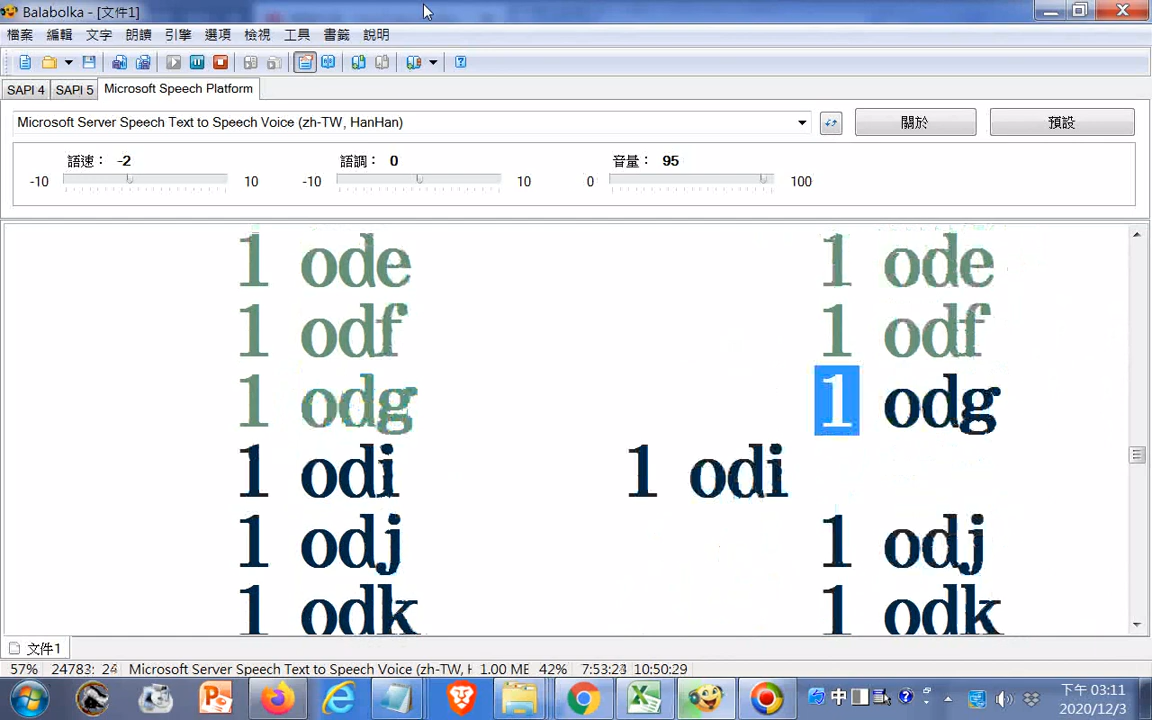 Balabolka - [文件1]
檔案 編輯 文字 朗讀 引擎 選項 檢視 工具 書籤 說明
SAPI 4 SAPI 5 Microsoft Speech Platform
Microsoft Server Speech Text to Speech Voice (zh-TW, HanHan) 關於 預設
語速： -2 語調： 0 音量： 95
-10 10 -10 10 0 100
1 ode 1 ode
1 odf 1 odf
1 odg 1 odg
1 odi 1 odi
1 odj 1 odj
1 odk 1 odk
文件1
57% 24783: 24 Microsoft Server Speech Text to Speech Voice (zh-TW, 1.00 ME 42% 7:53:23 10:50:29
中 下午 03:11
2020/12/3